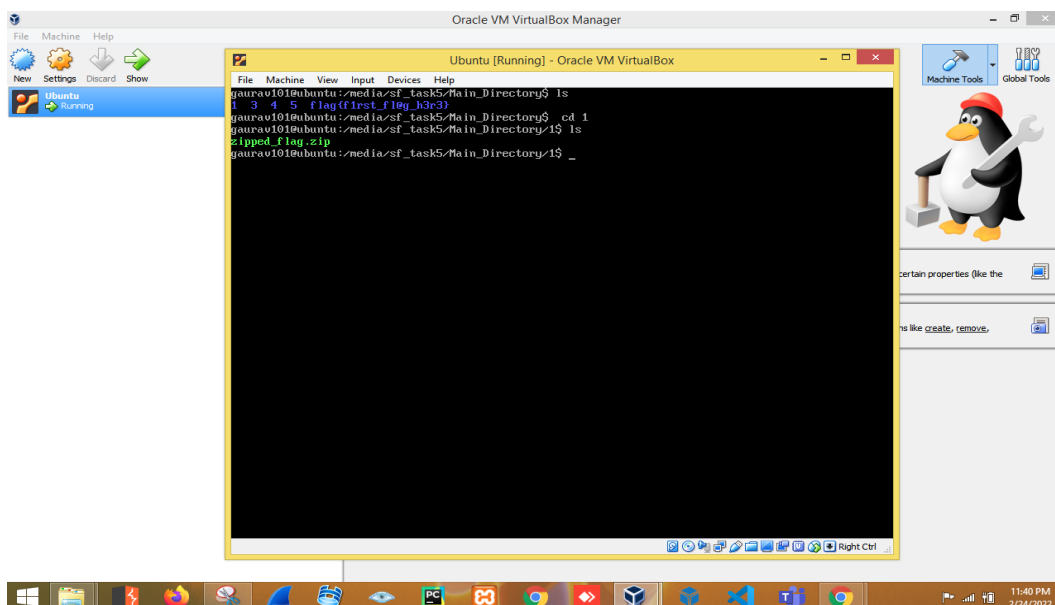 Oracle VM VirtualBox Manager
File Machine Help
New Settings Discard Show
Machine Tools Global Tools
Ubuntu
Running
Ubuntu [Running] - Oracle VM VirtualBox
File Machine View Input Devices Help
gaurav101@ubuntu:/media/sf_task5/Main_Directory$ ls
1 3 4 5 flag{f1rst_fl@g_h3r3}
gaurav101@ubuntu:/media/sf_task5/Main_Directory$ cd 1
gaurav101@ubuntu:/media/sf_task5/Main_Directory/1$ ls
zipped_flag.zip
gaurav101@ubuntu:/media/sf_task5/Main_Directory/1$ _
certain properties (like the
ns like create, remove,
Right Ctrl
PC
11:40 PM
2/24/2022